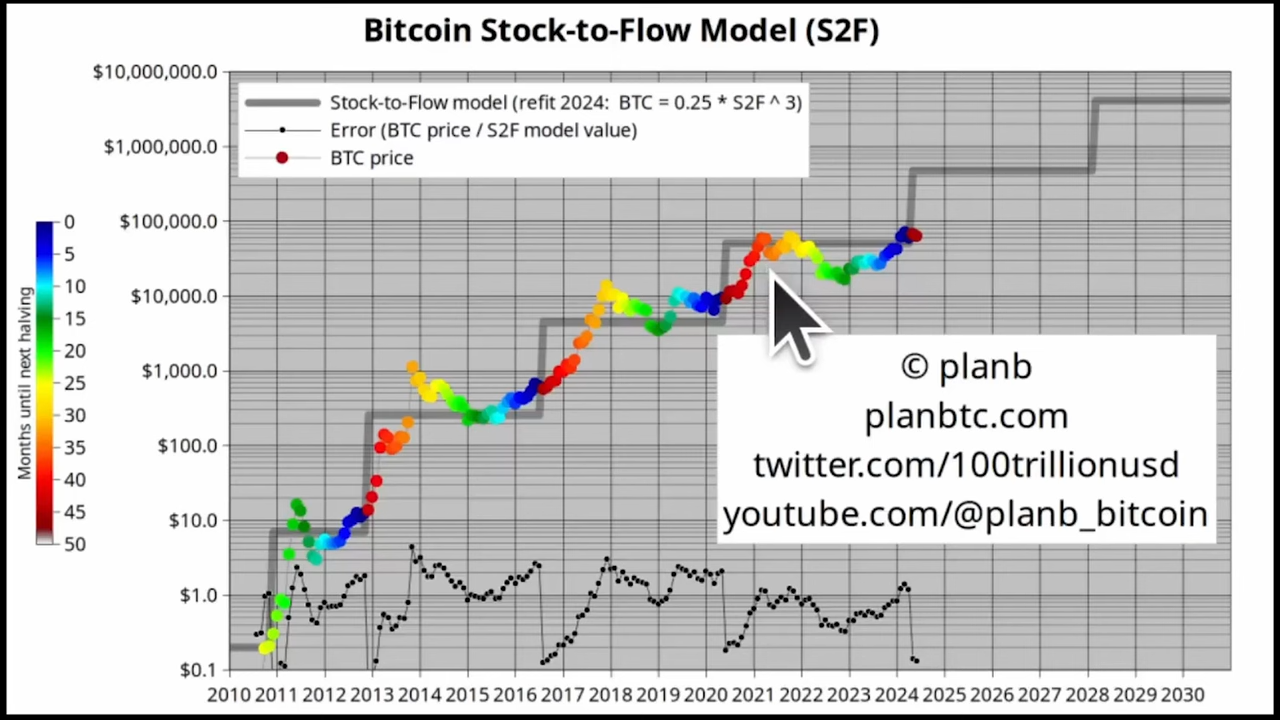 Bitcoin Stock-to-Flow Model (S2F)
$10,000,000.0
$1,000,000.0
$100,000.0
$10,000.0
$1,000.0
$100.0
$10.0
$1.0
$0.1
Stock-to-Flow model (refit 2024: BTC = 0.25 * S2F ^ 3)
Error (BTC price / S2F model value)
BTC price
Months until next halving
0
5
10
15
20
25
30
35
40
45
50
© planb
planbtc.com
twitter.com/100trillionusd
youtube.com/@planb_bitcoin
2010 2011 2012 2013 2014 2015 2016 2017 2018 2019 2020 2021 2022 2023 2024 2025 2026 2027 2028 2029 2030